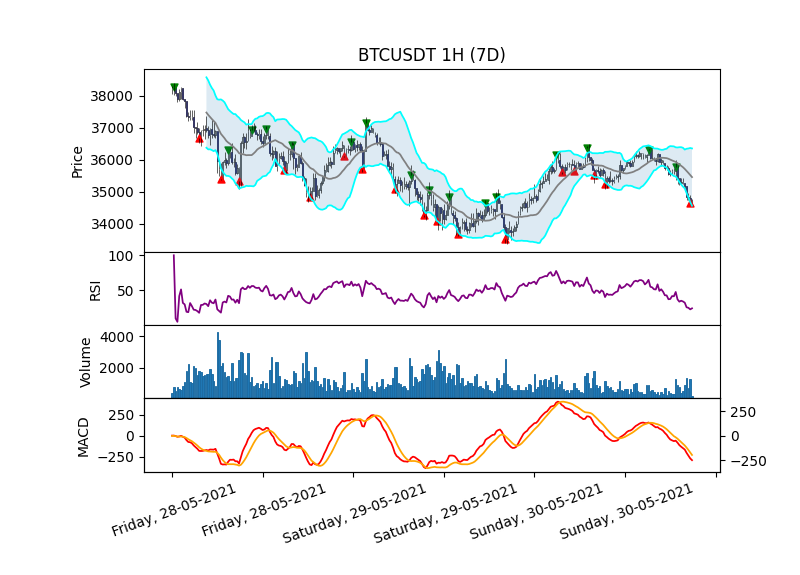 BTCUSDT 1H (7D)
38000
37000
36000
35000
34000
Price
100
50
RSI
4000
2000
Volume
250
0
−250
MACD
250
0
−250
Friday, 28-05-2021
Friday, 28-05-2021
Saturday, 29-05-2021
Saturday, 29-05-2021
Sunday, 30-05-2021
Sunday, 30-05-2021